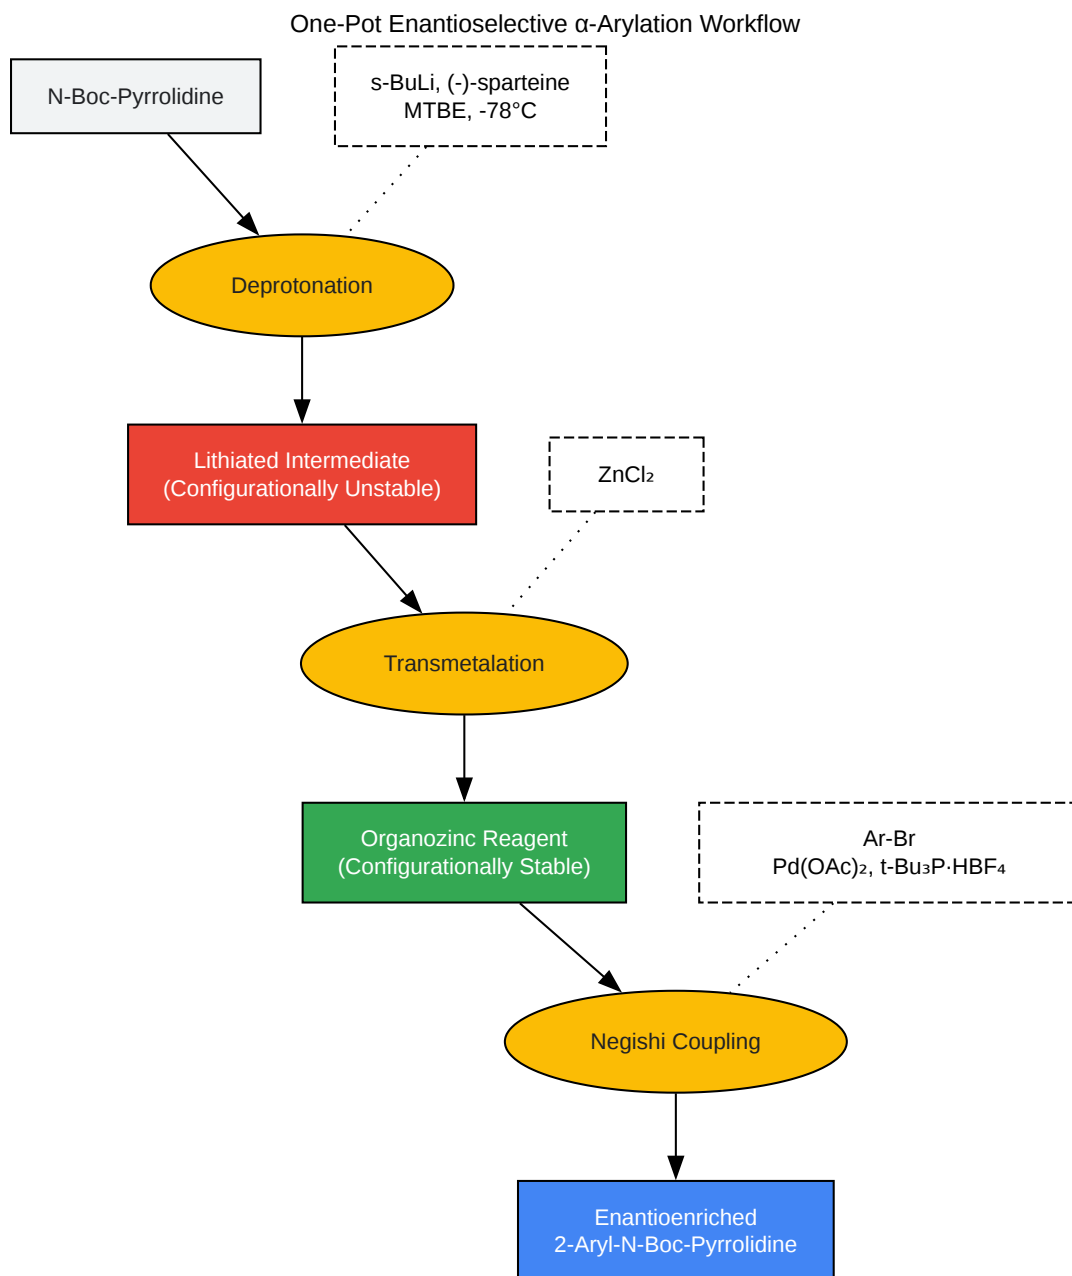 One-Pot Enantioselective α-Arylation Workflow
N-Boc-Pyrrolidine
s-BuLi, (-)-sparteine
MTBE, -78°C
Deprotonation
Lithiated Intermediate
(Configurationally Unstable)
ZnCl₂
Transmetalation
Organozinc Reagent
(Configurationally Stable)
Ar-Br
Pd(OAc)₂, t-Bu₃P·HBF₄
Negishi Coupling
Enantioenriched
2-Aryl-N-Boc-Pyrrolidine